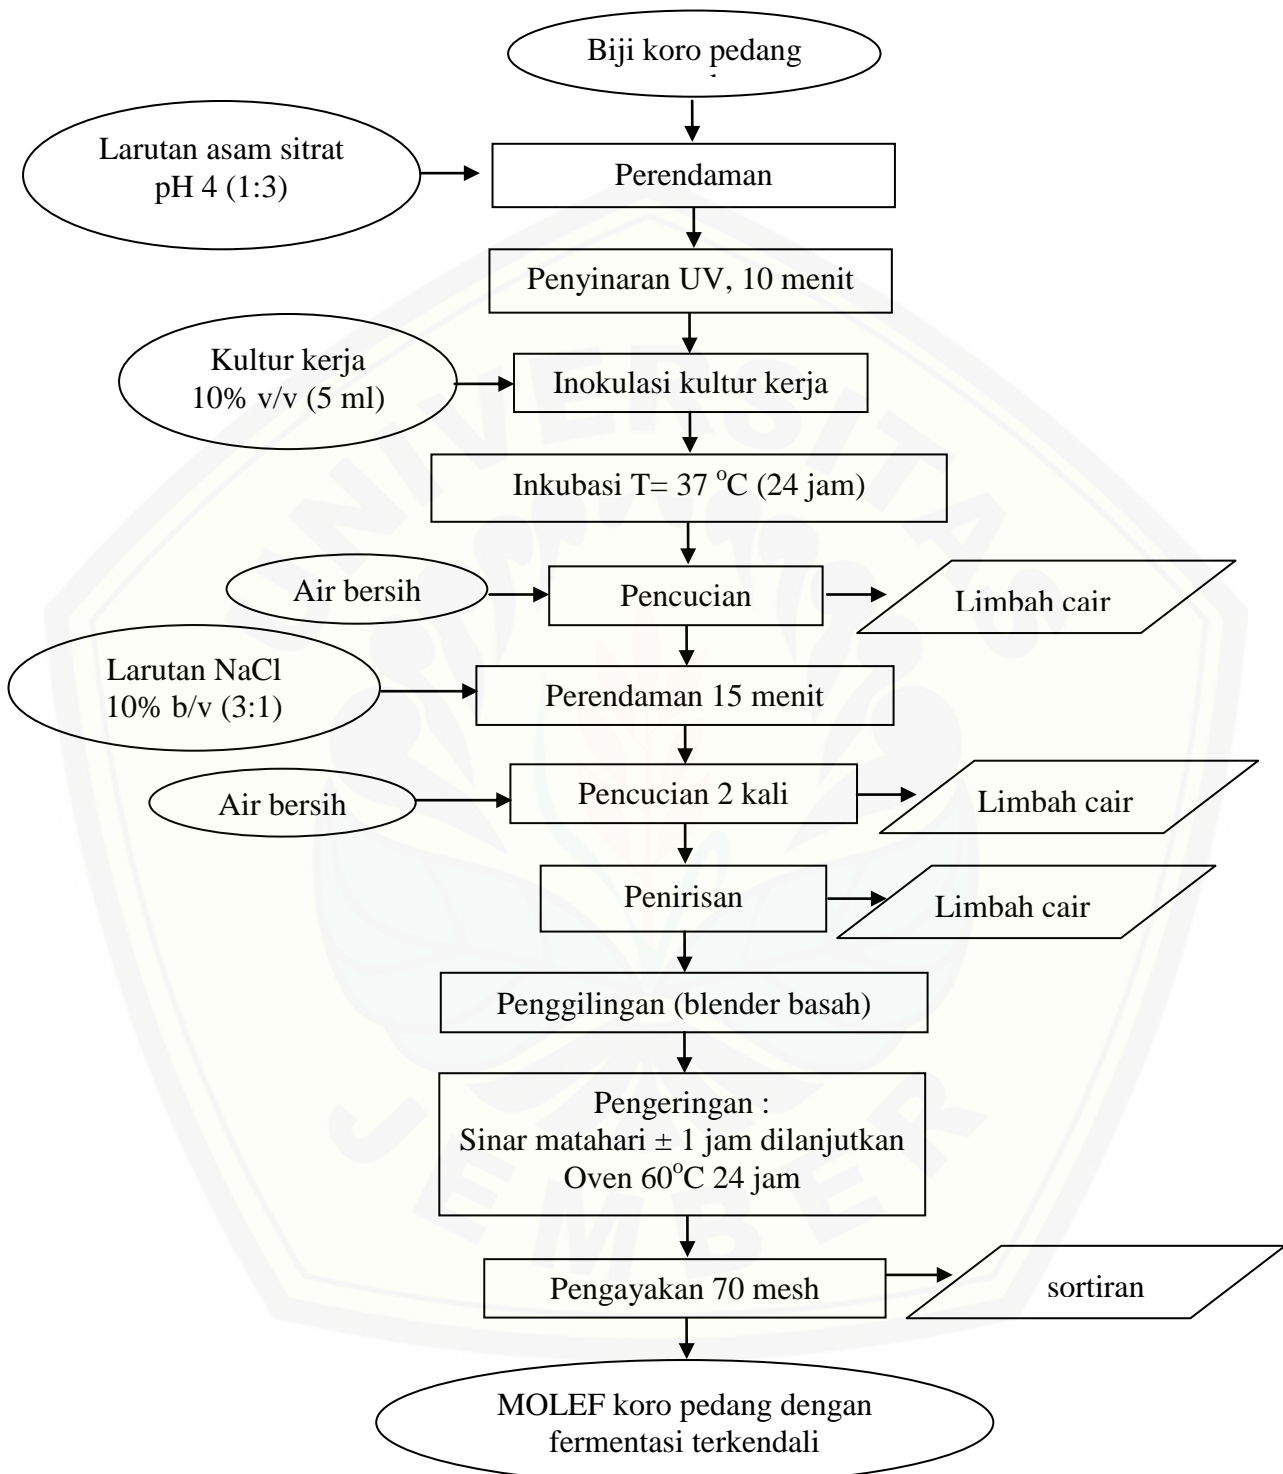 Biji koro pedang
Larutan asam sitrat
pH 4 (1:3)
Perendaman
Penyinaran UV, 10 menit
Kultur kerja
10% v/v (5 ml)
Inokulasi kultur kerja
Inkubasi T= 37 °C (24 jam)
Air bersih
Pencucian
Limbah cair
Larutan NaCl
10% b/v (3:1)
Perendaman 15 menit
Air bersih
Pencucian 2 kali
Limbah cair
Penirisan
Limbah cair
Penggilingan (blender basah)
Pengeringan :
Sinar matahari ± 1 jam dilanjutkan
Oven 60°C 24 jam
Pengayakan 70 mesh
sortiran
MOLEF koro pedang dengan
fermentasi terkendali
UNIVERSITAS
JEMBER